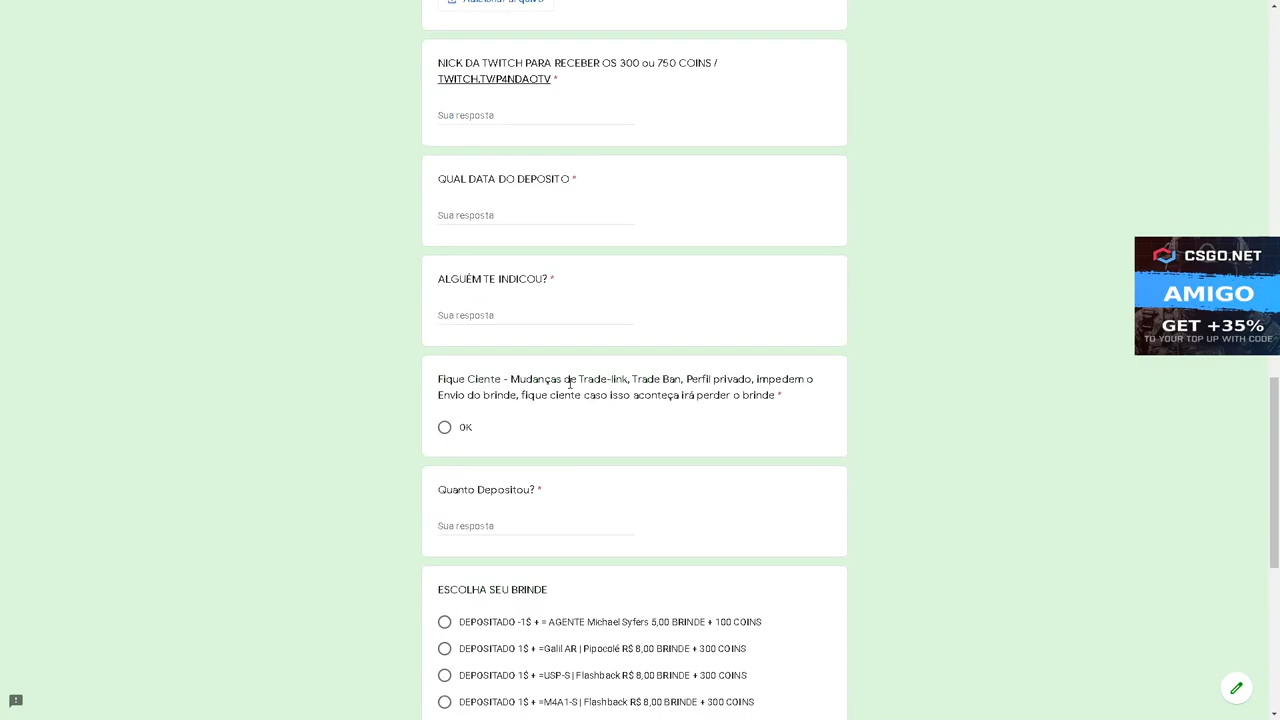 Adicionar arquivo
NICK DA TWITCH PARA RECEBER OS 300 ou 750 COINS /
TWITCH.TV/P4NDAOTV *
Sua resposta
QUAL DATA DO DEPOSITO *
Sua resposta
ALGUÉM TE INDICOU? *
Sua resposta
Fique Ciente - Mudanças de Trade-link, Trade Ban, Perfil privado, impedem o
Envio do brinde, fique ciente caso isso aconteça irá perder o brinde *
OK
Quanto Depositou? *
Sua resposta
ESCOLHA SEU BRINDE
DEPOSITADO -1$ + = AGENTE Michael Syfers 5,00 BRINDE + 100 COINS
DEPOSITADO 1$ + =Galil AR | Pipocolé R$ 8,00 BRINDE + 300 COINS
DEPOSITADO 1$ + =USP-S | Flashback R$ 8,00 BRINDE + 300 COINS
DEPOSITADO 1$ + =M4A1-S | Flashback R$ 8,00 BRINDE + 300 COINS
CSGO.NET
AMIGO
GET +35%
TO YOUR TOP UP WITH CODE